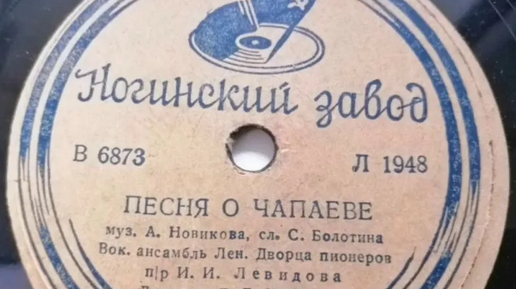 Ногинский завод
В 6873 Л 1948
ПЕСНЯ О ЧАПАЕВЕ
муз. А. Новикова, сл. С. Болотина
Вок. ансамбль Лен. Дворца пионеров
п/р И. И. Левидова